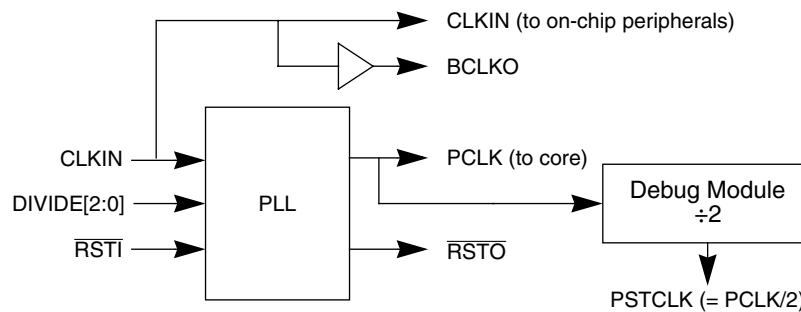 CLKIN (to on-chip peripherals)
BCLKO
CLKIN
PCLK (to core)
DIVIDE[2:0]
PLL
Debug Module
÷2
RSTI
RSTO
PSTCLK (= PCLK/2)